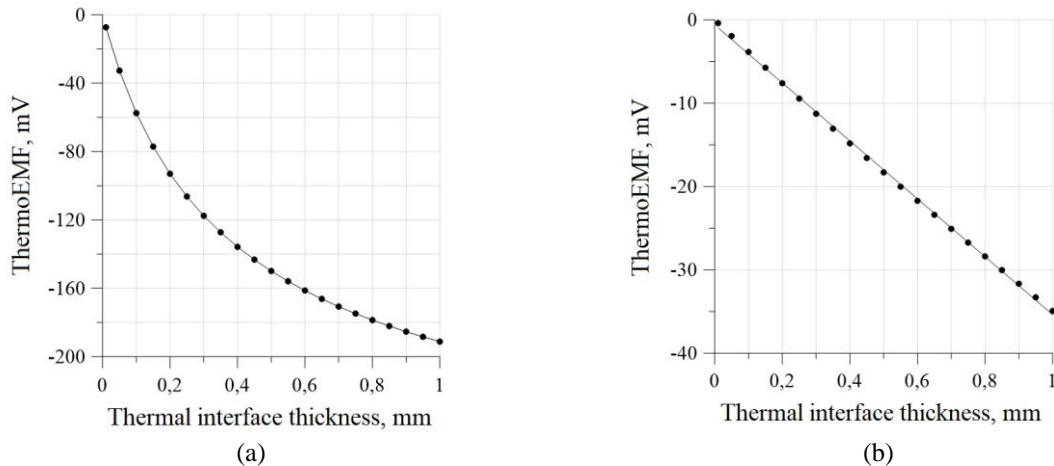 0
-40
-80
-120
-160
-200
ThermoEMF, mV
0 0,2 0,4 0,6 0,8 1
Thermal interface thickness, mm
(a)
0
-10
-20
-30
-40
ThermoEMF, mV
0 0,2 0,4 0,6 0,8 1
Thermal interface thickness, mm
(b)